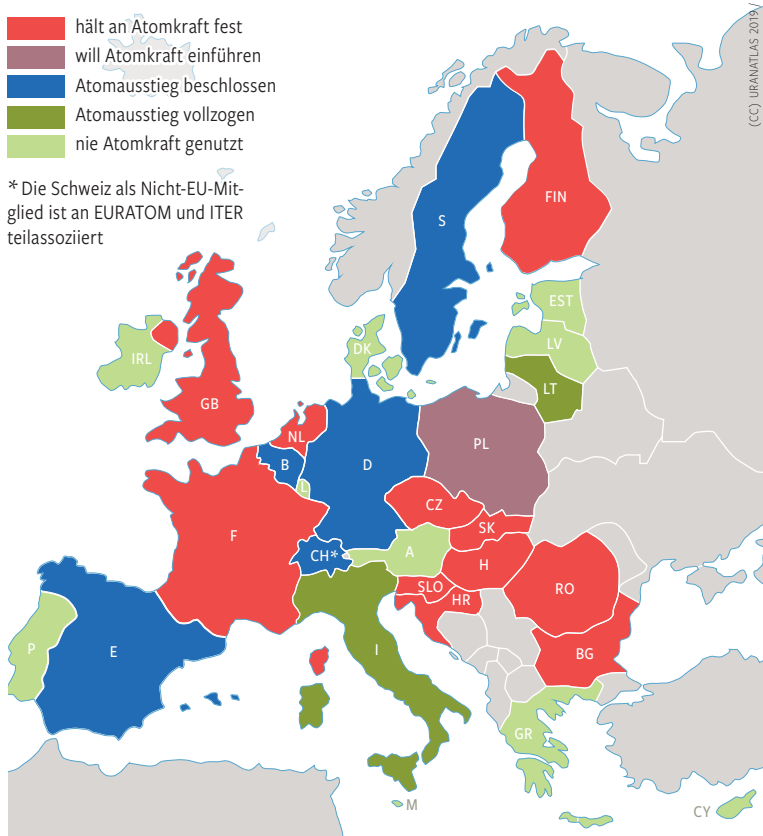 hält an Atomkraft fest
will Atomkraft einführen
Atomausstieg beschlossen
Atomausstieg vollzogen
nie Atomkraft genutzt
* Die Schweiz als Nicht-EU-Mit-
glied ist an EURATOM und ITER
teilassoziiert
(CC) URANATLAS 2019 /
S
FIN
EST
LV
LT
DK
IRL
GB
NL
B
L
D
PL
CZ
SK
F
CH*
A
H
SLO
HR
RO
P
E
I
BG
GR
M
CY